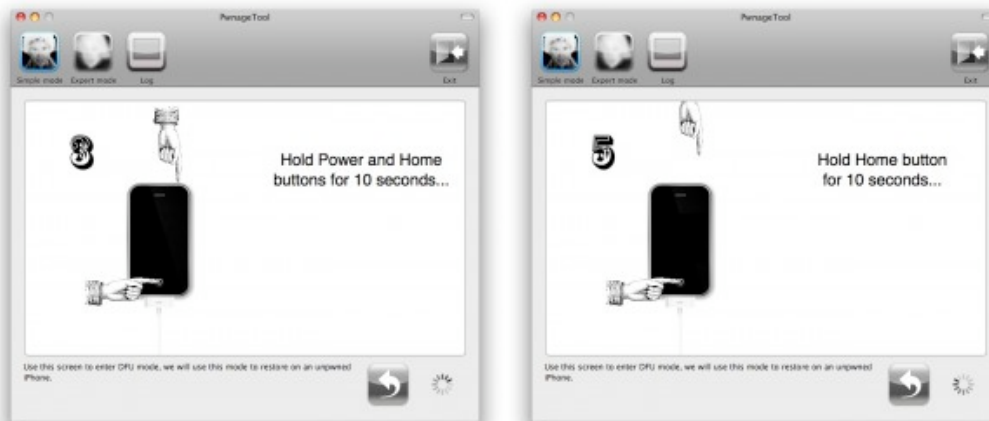 PwnageTool
Simple mode Expert mode Log Exit
3
Hold Power and Home
buttons for 10 seconds...
Use this screen to enter DFU mode, we will use this mode to restore on an unpwned
iPhone.
PwnageTool
Simple mode Expert mode Log Exit
5
Hold Home button
for 10 seconds...
Use this screen to enter DFU mode, we will use this mode to restore on an unpwned
iPhone.